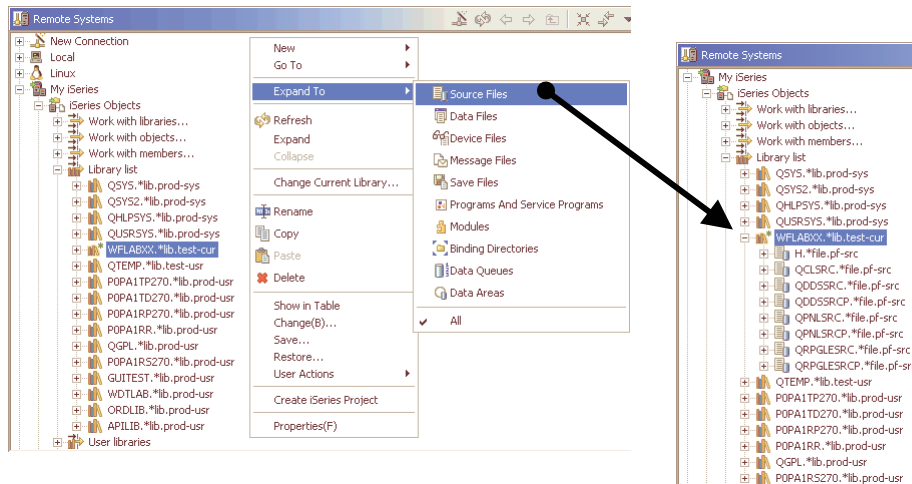 Remote Systems
New Connection
Local
Linux
My iSeries
iSeries Objects
Work with libraries...
Work with objects...
Work with members...
Library list
QSYS.*lib.prod-sys
QSYS2.*lib.prod-sys
QHLPSYS.*lib.prod-sys
QUSRSYS.*lib.prod-sys
WFLABXX.*lib.test-cur
QTEMP.*lib.test-usr
P0PA1TP270.*lib.prod-usr
P0PA1TD270.*lib.prod-usr
P0PA1RP270.*lib.prod-usr
P0PA1RR.*lib.prod-usr
QGPL.*lib.prod-usr
P0PA1RS270.*lib.prod-usr
GUITEST.*lib.prod-usr
WDTLAB.*lib.prod-usr
ORDLIB.*lib.prod-usr
APILIB.*lib.prod-usr
User libraries
New
Go To
Expand To
Refresh
Expand
Collapse
Change Current Library...
Rename
Copy
Paste
Delete
Show in Table
Change(B)...
Save...
Restore...
User Actions
Create iSeries Project
Properties(F)
Source Files
Data Files
Device Files
Message Files
Save Files
Programs And Service Programs
Modules
Binding Directories
Data Queues
Data Areas
All
Remote Systems
My iSeries
iSeries Objects
Work with libraries...
Work with objects...
Work with members...
Library list
QSYS.*lib.prod-sys
QSYS2.*lib.prod-sys
QHLPSYS.*lib.prod-sys
QUSRSYS.*lib.prod-sys
WFLABXX.*lib.test-cur
H.*file.pf-src
QCLSRC.*file.pf-src
QDDSSRC.*file.pf-src
QDDSSRCP.*file.pf-src
QPNLSRC.*file.pf-src
QPNLSRCP.*file.pf-src
QRPGLESRC.*file.pf-src
QRPGLESRCP.*file.pf-sr
QTEMP.*lib.test-usr
P0PA1TP270.*lib.prod-usr
P0PA1TD270.*lib.prod-usr
P0PA1RP270.*lib.prod-usr
P0PA1RR.*lib.prod-usr
QGPL.*lib.prod-usr
P0PA1RS270.*lib.prod-usr